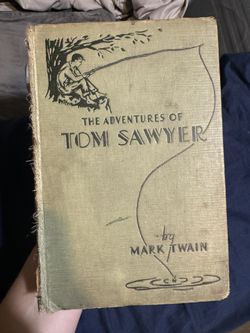 THE ADVENTURES OF
TOM SAWYER
by
MARK TWAIN